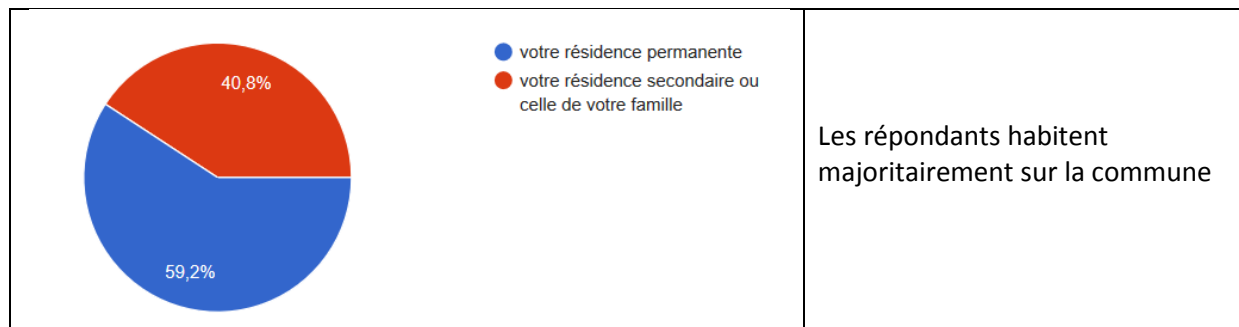 40,8%
59,2%
votre résidence permanente
votre résidence secondaire ou
celle de votre famille
Les répondants habitent
majoritairement sur la commune